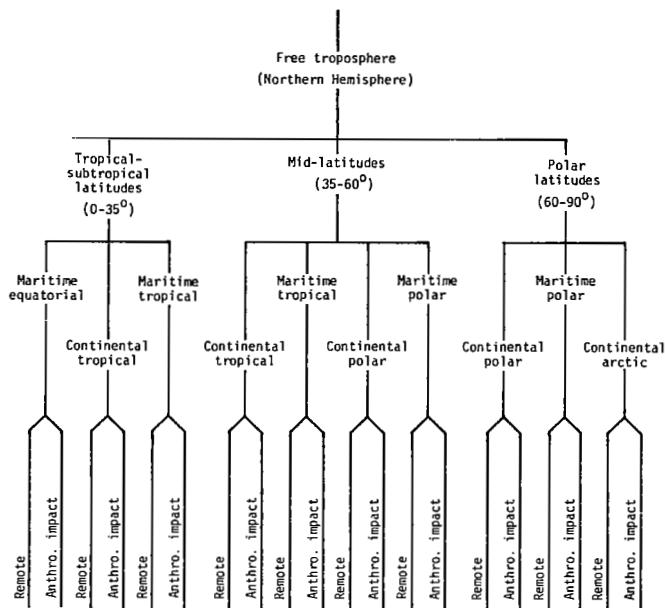 Free troposphere
(Northern Hemisphere)
Tropical-
subtropical
latitudes
(0-35º)
Mid-latitudes
(35-60º)
Polar
latitudes
(60-90º)
Maritime
equatorial
Maritime
tropical
Maritime
tropical
Maritime
polar
Maritime
polar
Continental
tropical
Continental
tropical
Continental
polar
Continental
polar
Continental
arctic
Remote
Anthro. impact
Remote
Anthro. impact
Remote
Anthro. impact
Remote
Anthro. impact
Remote
Anthro. impact
Remote
Anthro. impact
Remote
Anthro. impact
Remote
Anthro. impact
Remote
Anthro. impact
Remote
Anthro. impact